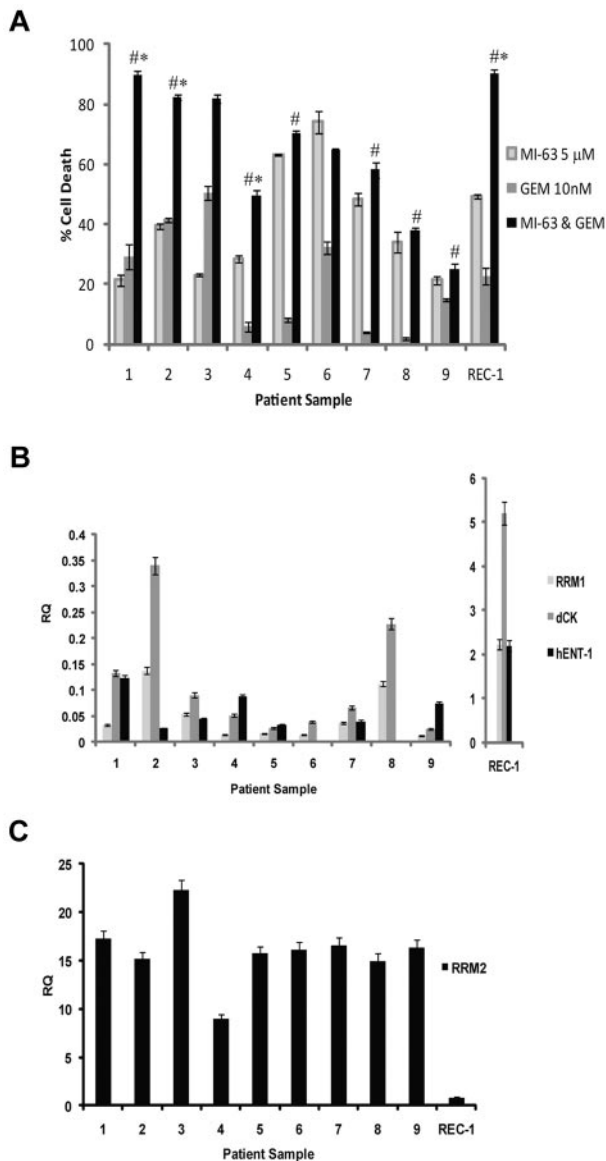 A
% Cell Death
100
80
60
40
20
0
#*
#*
#*
#
#
#
#
#*
MI-63 5 µM
GEM 10nM
MI-63 & GEM
1 2 3 4 5 6 7 8 9 REC-1
Patient Sample
B
RQ
0.4
0.35
0.3
0.25
0.2
0.15
0.1
0.05
0
1 2 3 4 5 6 7 8 9
Patient Sample
6
5
4
3
2
1
0
REC-1
RRM1
dCK
hENT-1
C
RQ
25
20
15
10
5
0
RRM2
1 2 3 4 5 6 7 8 9 REC-1
Patient Sample